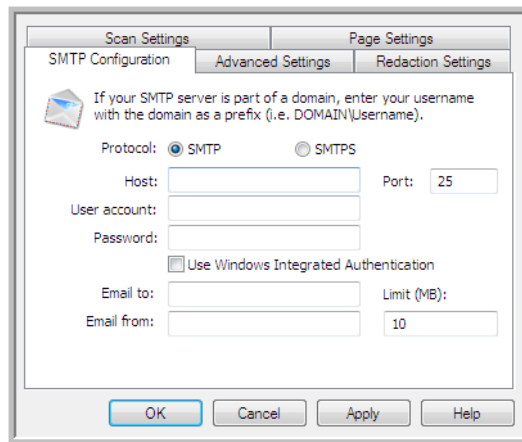 Scan Settings Page Settings
SMTP Configuration Advanced Settings Redaction Settings
If your SMTP server is part of a domain, enter your username
with the domain as a prefix (i.e. DOMAIN\Username).
Protocol: SMTP SMTPS
Host: Port: 25
User account:
Password:
Use Windows Integrated Authentication
Email to: Limit (MB):
Email from: 10
OK Cancel Apply Help